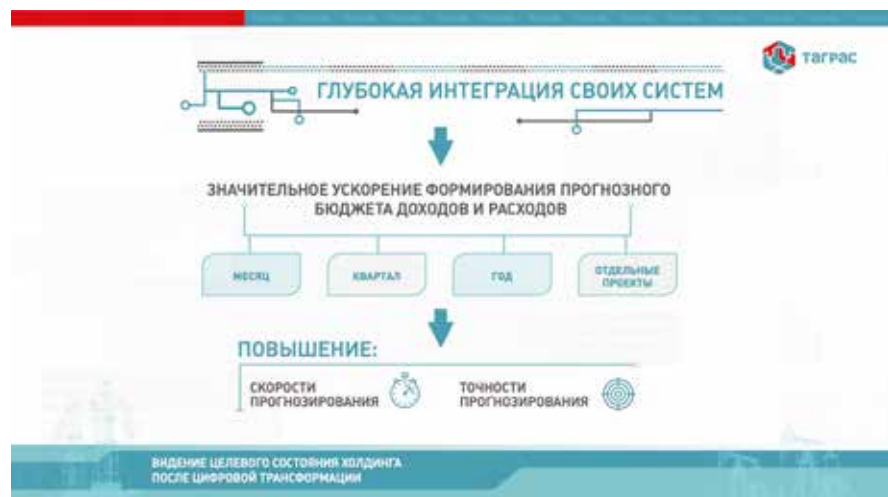 ТАГРАС
ГЛУБОКАЯ ИНТЕГРАЦИЯ СВОИХ СИСТЕМ
ЗНАЧИТЕЛЬНОЕ УСКОРЕНИЕ ФОРМИРОВАНИЯ ПРОГНОЗНОГО
БЮДЖЕТА ДОХОДОВ И РАСХОДОВ
МЕСЯЦ
КВАРТАЛ
ГОД
ОТДЕЛЬНЫЕ
ПРОЕКТЫ
ПОВЫШЕНИЕ:
СКОРОСТИ
ПРОГНОЗИРОВАНИЯ
ТОЧНОСТИ
ПРОГНОЗИРОВАНИЯ
ВИДЕНИЕ ЦЕЛЕВОГО СОСТОЯНИЯ ХОЛДИНГА
ПОСЛЕ ЦИФРОВОЙ ТРАНСФОРМАЦИИ